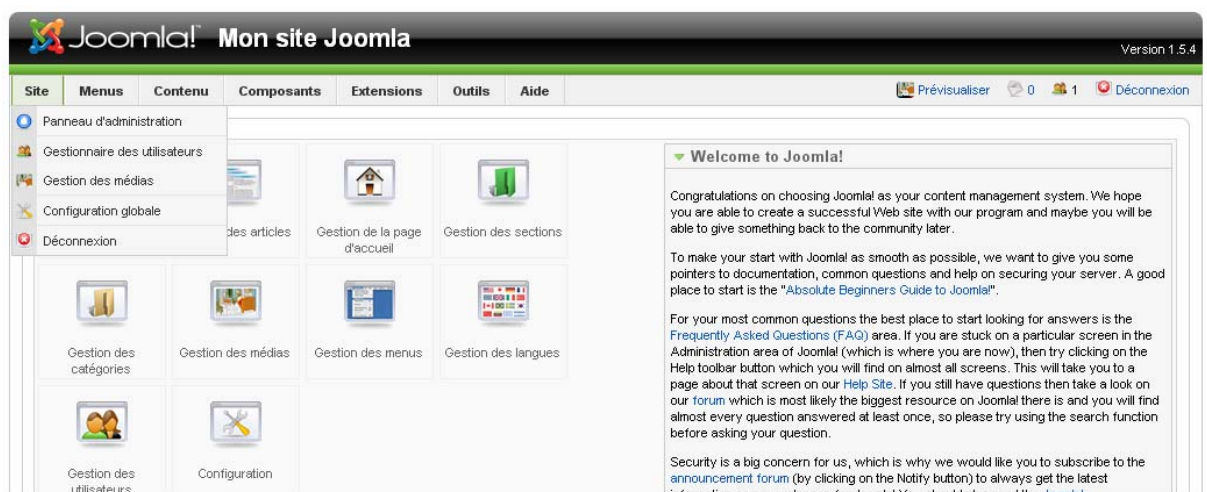 Joomla!™ Mon site Joomla
Version 1.5.4
Site Menus Contenu Composants Extensions Outils Aide Prévisualiser 0 1 Déconnexion
Panneau d'administration
Gestionnaire des utilisateurs
Gestion des médias
Configuration globale
Déconnexion
des articles
Gestion de la page
d'accueil
Gestion des sections
Gestion des
catégories
Gestion des médias
Gestion des menus
Gestion des langues
Gestion des
utilisateurs
Configuration
Welcome to Joomla!
Congratulations on choosing Joomla! as your content management system. We hope
you are able to create a successful Web site with our program and maybe you will be
able to give something back to the community later.
To make your start with Joomla! as smooth as possible, we want to give you some
pointers to documentation, common questions and help on securing your server. A good
place to start is the "Absolute Beginners Guide to Joomla!".
For your most common questions the best place to start looking for answers is the
Frequently Asked Questions (FAQ) area. If you are stuck on a particular screen in the
Administration area of Joomla! (which is where you are now), then try clicking on the
Help toolbar button which you will find on almost all screens. This will take you to a
page about that screen on our Help Site. If you still have questions then take a look on
our forum which is most likely the biggest resource on Joomla! there is and you will find
almost every question answered at least once, so please try using the search function
before asking your question.
Security is a big concern for us, which is why we would like you to subscribe to the
announcement forum (by clicking on the Notify button) to always get the latest